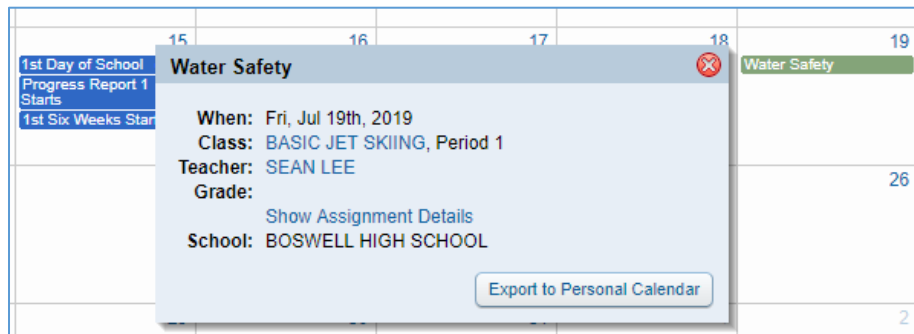 15 16 17 18 19
1st Day of School
Progress Report 1
Starts
1st Six Weeks Star
Water Safety
Water Safety
When: Fri, Jul 19th, 2019
Class: BASIC JET SKIING, Period 1
Teacher: SEAN LEE
Grade:
Show Assignment Details
School: BOSWELL HIGH SCHOOL
Export to Personal Calendar
26
2